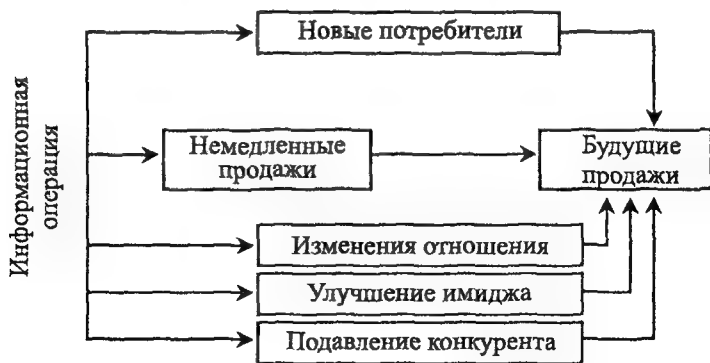 Информационная
операция
Новые потребители
Немедленные
продажи
Будущие
продажи
Изменения отношения
Улучшение имиджа
Подавление конкурента